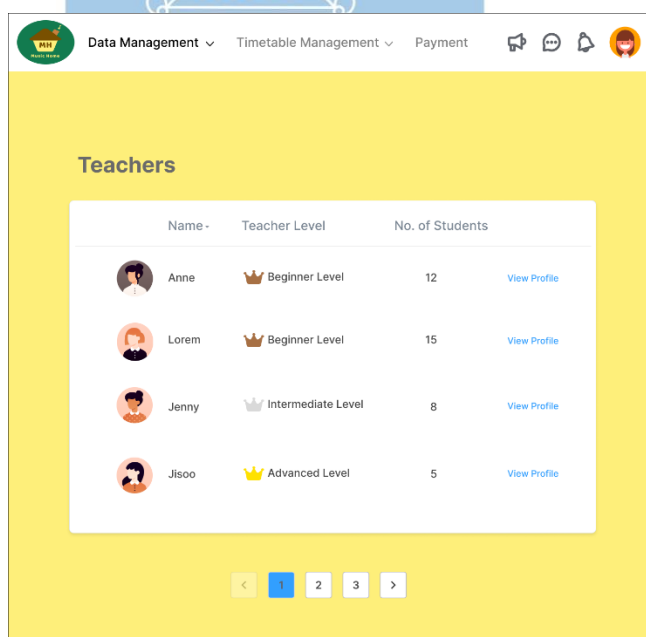 MH
Music Home
Data Management Timetable Management Payment
Teachers
Name Teacher Level No. of Students
Anne Beginner Level 12 View Profile
Lorem Beginner Level 15 View Profile
Jenny Intermediate Level 8 View Profile
Jisoo Advanced Level 5 View Profile
< 1 2 3 >